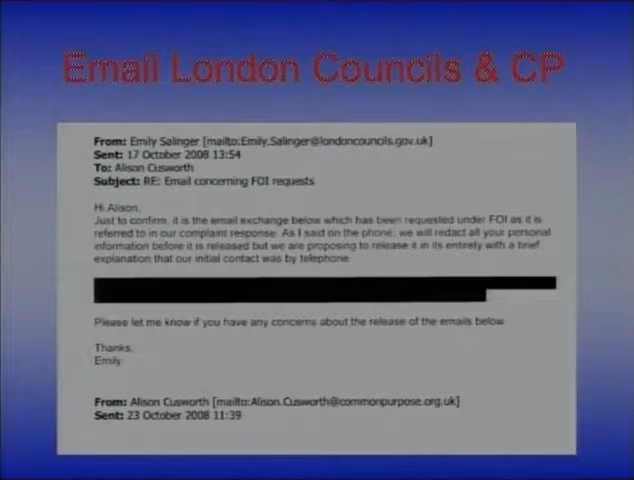 Email London Councils & CP
From: Emily Salinger [mailto:Emily.Salinger@londoncouncils.gov.uk]
Sent: 17 October 2008 13:54
To: Alison Cusworth
Subject: RE: Email concerning FOI requests
Hi Alison,
Just to confirm, it is the email exchange below which has been requested under FOI as it is
referred to in our complaint response. As I said on the phone, we will redact all your personal
information before it is released but we are proposing to release it in its entirety with a brief
explanation that our initial contact was by telephone.
Please let me know if you have any concerns about the release of the emails below.
Thanks,
Emily
From: Alison Cusworth [mailto:Alison.Cusworth@commonpurpose.org.uk]
Sent: 23 October 2008 11:39